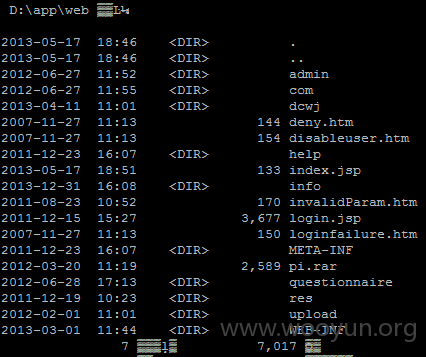 D:\app\web
2013-05-17 18:46 <DIR> .
2013-05-17 18:46 <DIR> ..
2012-06-27 11:52 <DIR> admin
2012-06-27 11:55 <DIR> com
2013-04-11 11:01 <DIR> dcwj
2007-11-27 11:13 144 deny.htm
2007-11-27 11:13 154 disableuser.htm
2011-12-23 16:07 <DIR> help
2013-05-17 18:51 133 index.jsp
2013-12-31 16:08 <DIR> info
2011-08-23 10:52 170 invalidParam.htm
2011-12-15 15:27 3,677 login.jsp
2007-11-27 11:13 150 loginfailure.htm
2011-12-23 16:07 <DIR> META-INF
2012-03-20 11:19 2,589 pi.rar
2012-06-28 17:13 <DIR> questionnaire
2011-12-19 10:23 <DIR> res
2012-02-01 11:01 <DIR> upload
2013-03-01 11:44 <DIR> WEB-INF
7 7,017
www.wooyun.org